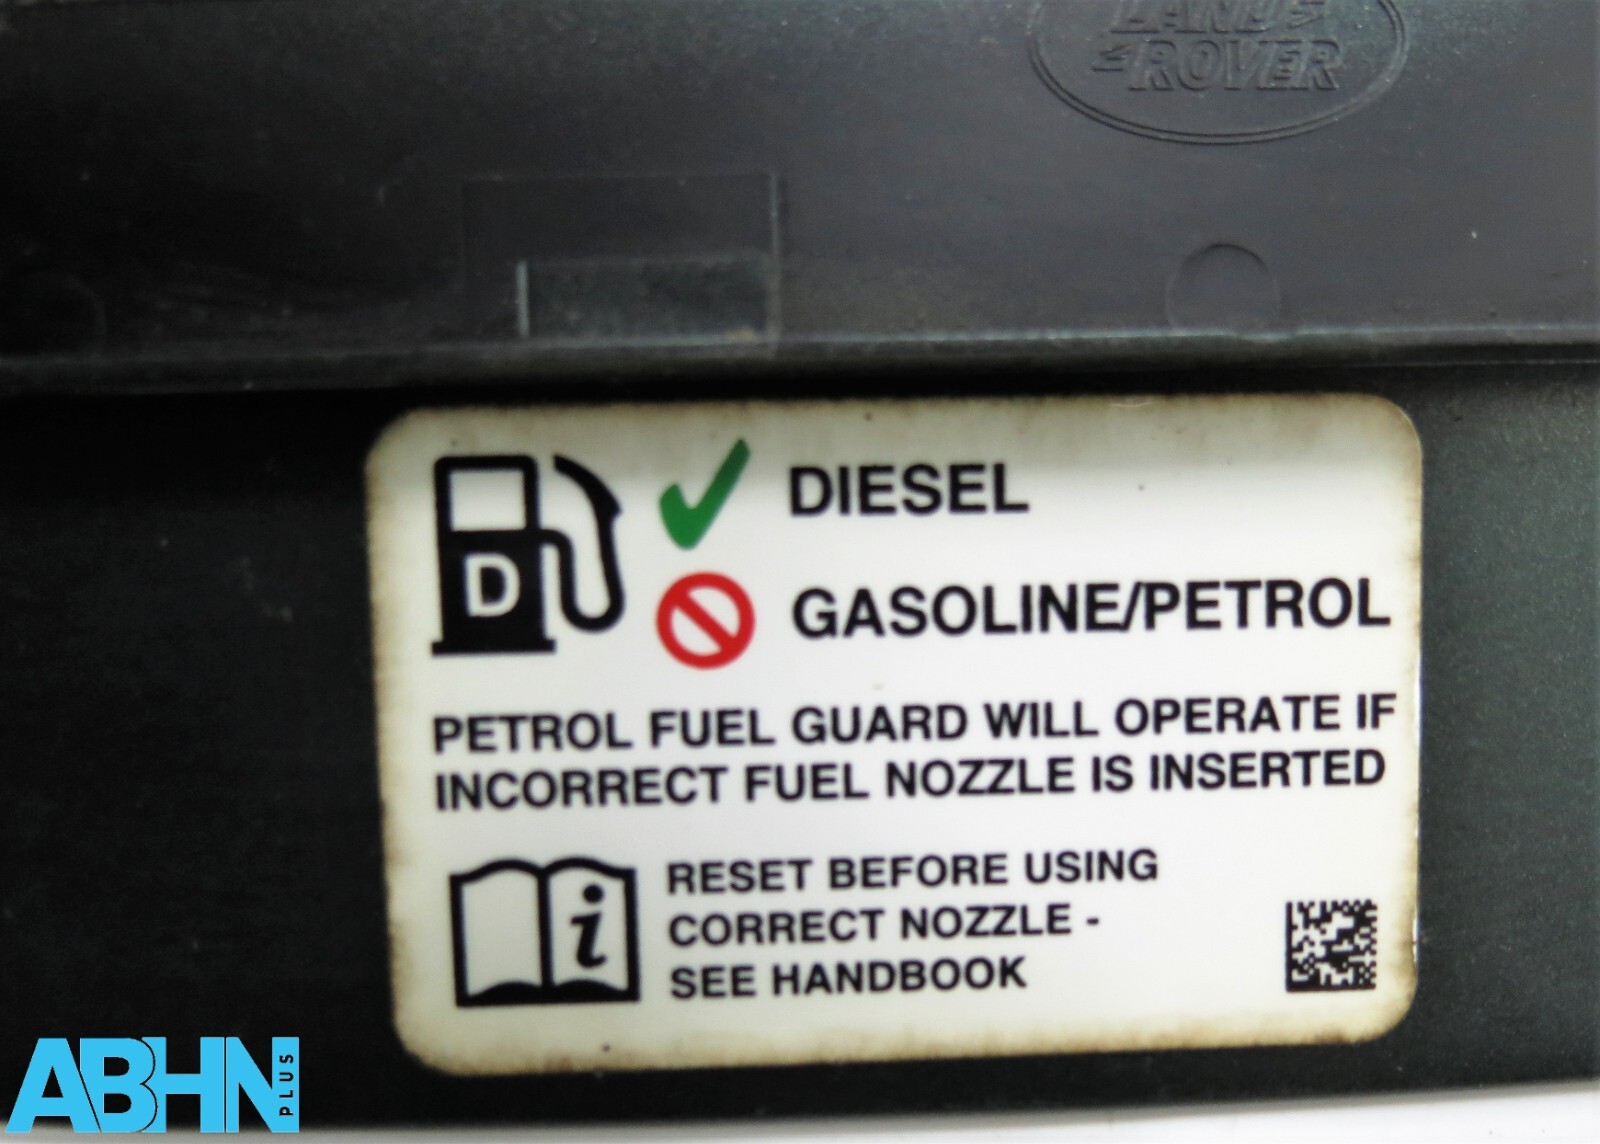 LAND
ROVER
D
DIESEL
GASOLINE/PETROL
PETROL FUEL GUARD WILL OPERATE IF
INCORRECT FUEL NOZZLE IS INSERTED
i
RESET BEFORE USING
CORRECT NOZZLE -
SEE HANDBOOK
ABHN PLUS